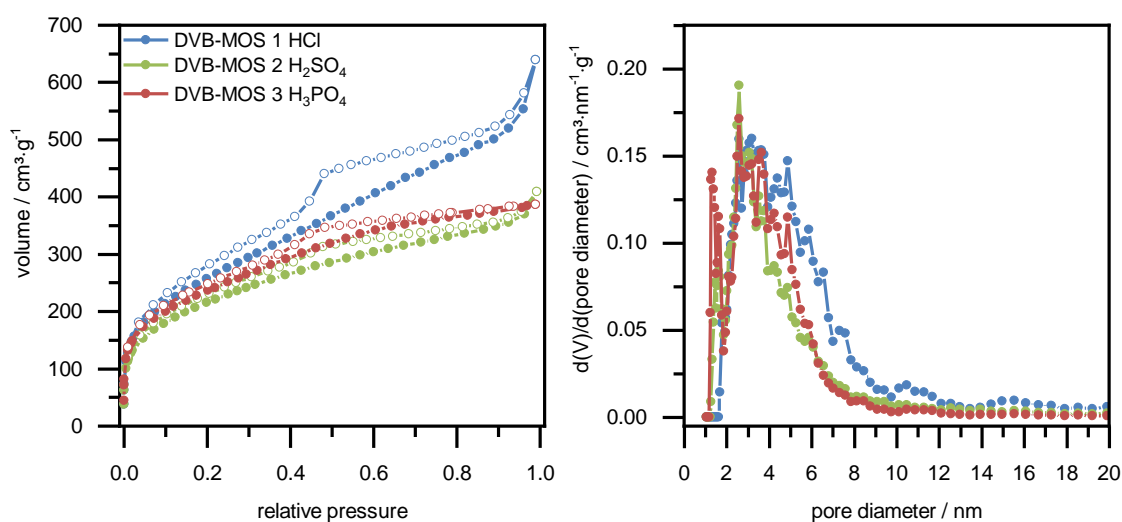 700
600
500
400
300
200
100
0
volume / cm³·g⁻¹
DVB-MOS 1 HCl
DVB-MOS 2 H₂SO₄
DVB-MOS 3 H₃PO₄
0.0 0.2 0.4 0.6 0.8 1.0
relative pressure
0.20
0.15
0.10
0.05
0.00
d(V)/d(pore diameter) / cm³·nm⁻¹·g⁻¹
0 2 4 6 8 10 12 14 16 18 20
pore diameter / nm